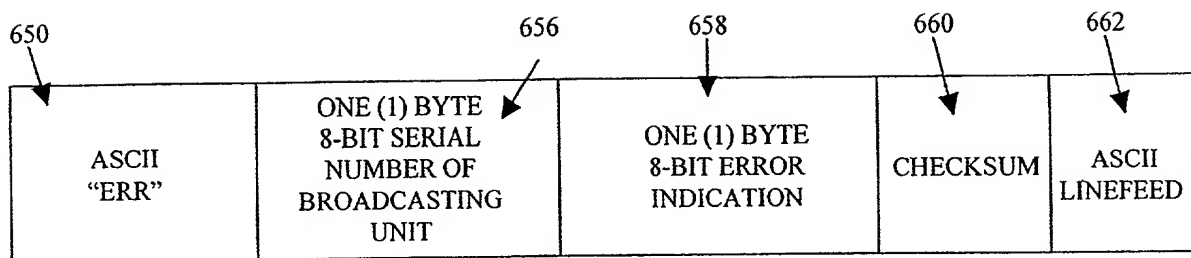 650
656
658
660
662
ASCII
“ERR”
ONE (1) BYTE
8-BIT SERIAL
NUMBER OF
BROADCASTING
UNIT
ONE (1) BYTE
8-BIT ERROR
INDICATION
CHECKSUM
ASCII
LINEFEED